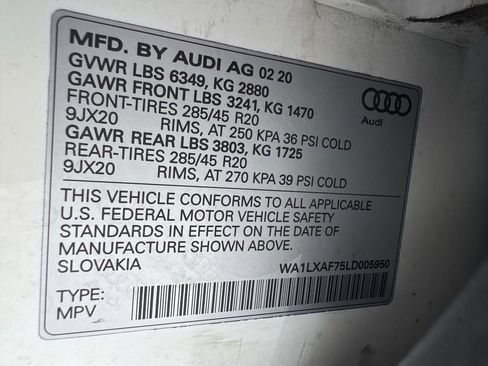 MFD. BY AUDI AG 02 20
GVWR LBS 6349, KG 2880
GAWR FRONT LBS 3241, KG 1470
FRONT-TIRES 285/45 R20
9JX20 RIMS, AT 250 KPA 36 PSI COLD
GAWR REAR LBS 3803, KG 1725
REAR-TIRES 285/45 R20
9JX20 RIMS, AT 270 KPA 39 PSI COLD
Audi
THIS VEHICLE CONFORMS TO ALL APPLICABLE
U.S. FEDERAL MOTOR VEHICLE SAFETY
STANDARDS IN EFFECT ON THE DATE OF
MANUFACTURE SHOWN ABOVE.
SLOVAKIA WA1LXAF75LD005950
TYPE:
MPV